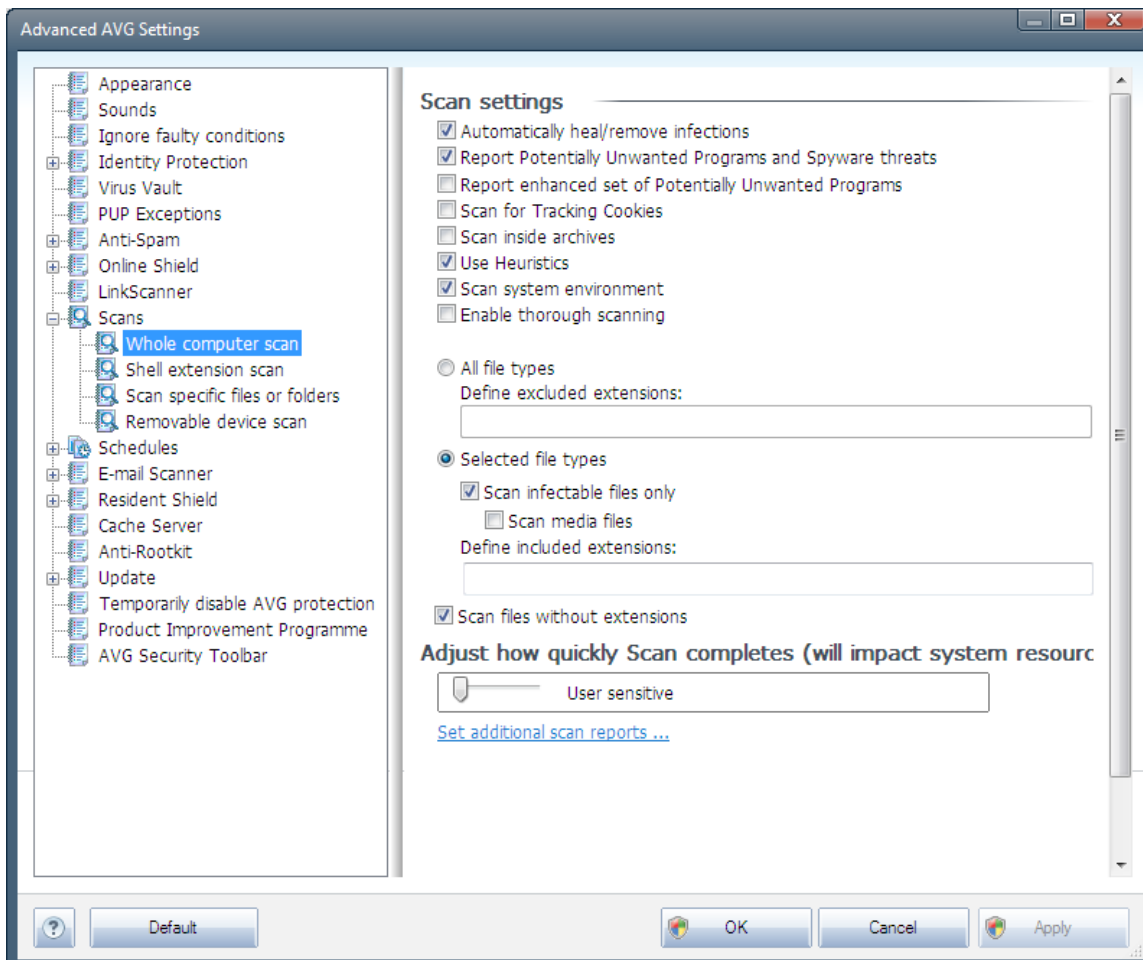 Advanced AVG Settings
Appearance
Sounds
Ignore faulty conditions
Identity Protection
Virus Vault
PUP Exceptions
Anti-Spam
Online Shield
LinkScanner
Scans
Whole computer scan
Shell extension scan
Scan specific files or folders
Removable device scan
Schedules
E-mail Scanner
Resident Shield
Cache Server
Anti-Rootkit
Update
Temporarily disable AVG protection
Product Improvement Programme
AVG Security Toolbar
Scan settings
Automatically heal/remove infections
Report Potentially Unwanted Programs and Spyware threats
Report enhanced set of Potentially Unwanted Programs
Scan for Tracking Cookies
Scan inside archives
Use Heuristics
Scan system environment
Enable thorough scanning
All file types
Define excluded extensions:
Selected file types
Scan infectable files only
Scan media files
Define included extensions:
Scan files without extensions
Adjust how quickly Scan completes (will impact system resourc
User sensitive
Set additional scan reports ...
?
Default
OK
Cancel
Apply